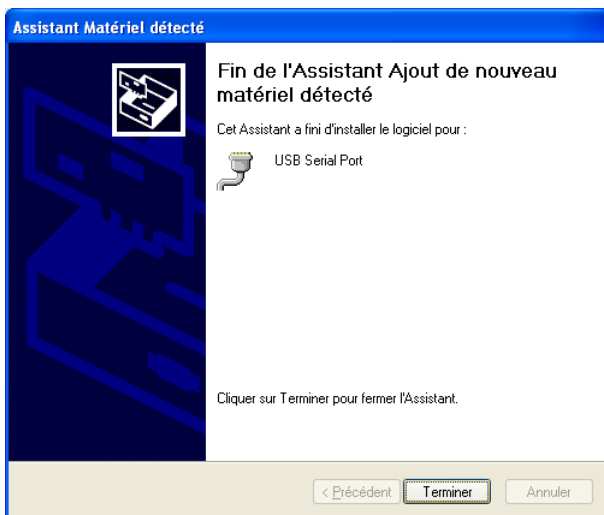 Assistant Matériel détecté
Fin de l'Assistant Ajout de nouveau
matériel détecté
Cet Assistant a fini d'installer le logiciel pour :
USB Serial Port
Cliquer sur Terminer pour fermer l'Assistant.
< Précédent Terminer Annuler